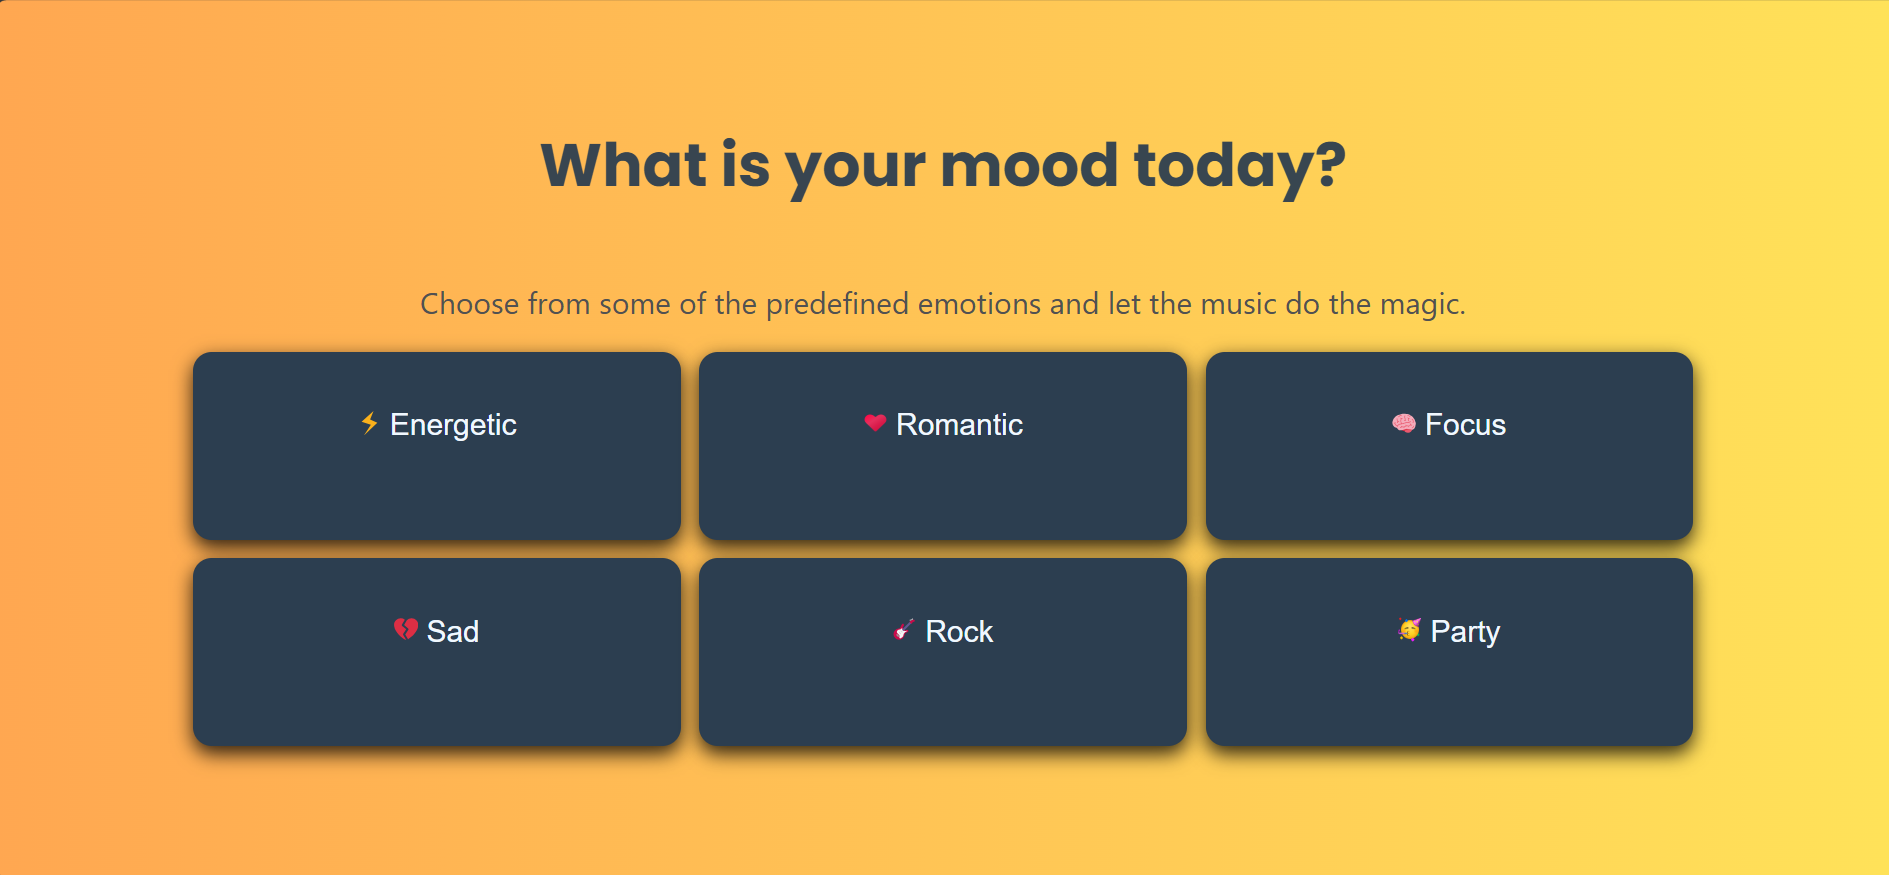 What is your mood today?
Choose from some of the predefined emotions and let the music do the magic.
⚡ Energetic
❤️ Romantic
🧠 Focus
💔 Sad
🎸 Rock
🥳 Party